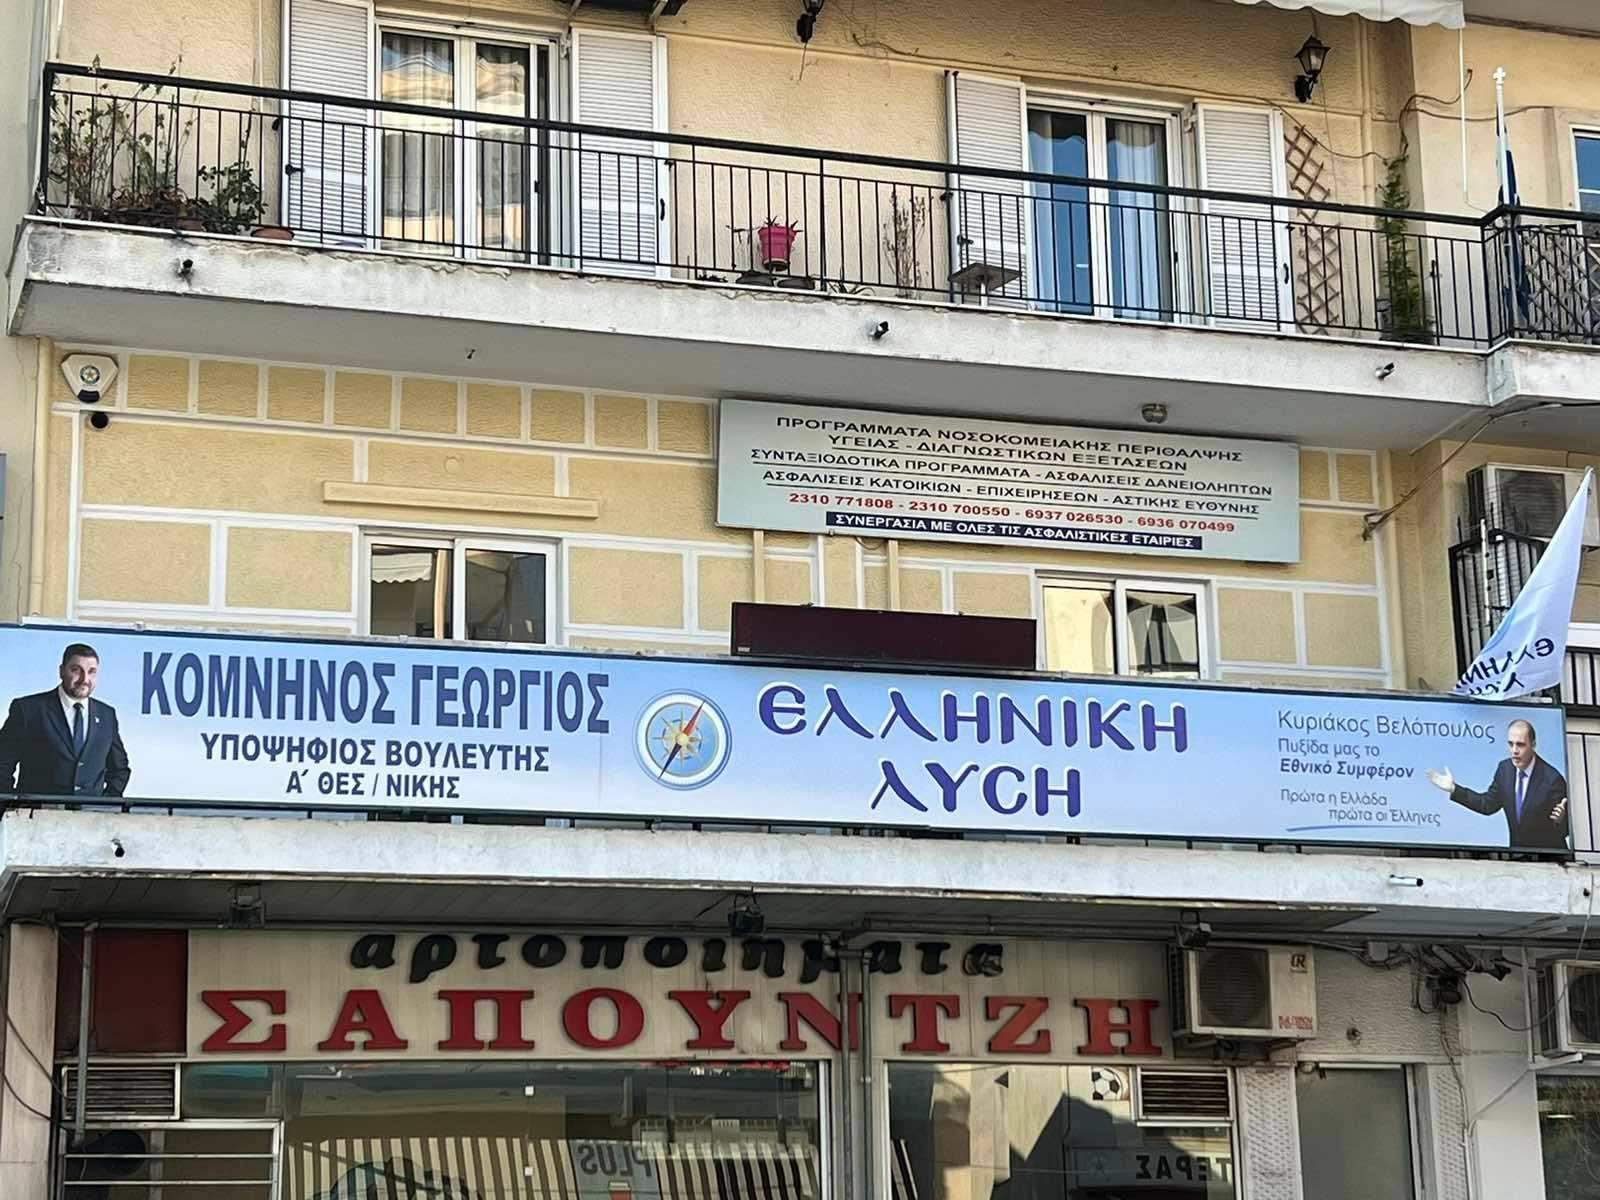 ΠΡΟΓΡΑΜΜΑΤΑ ΝΟΣΟΚΟΜΕΙΑΚΗΣ ΠΕΡΙΘΑΛΨΗΣ
ΥΓΕΙΑΣ - ΔΙΑΓΝΩΣΤΙΚΩΝ ΕΞΕΤΑΣΕΩΝ
ΣΥΝΤΑΞΙΟΔΟΤΙΚΑ ΠΡΟΓΡΑΜΜΑΤΑ - ΑΣΦΑΛΙΣΕΙΣ ΔΑΝΕΙΟΛΗΠΤΩΝ
ΑΣΦΑΛΙΣΕΙΣ ΚΑΤΟΙΚΙΩΝ - ΕΠΙΧΕΙΡΗΣΕΩΝ - ΑΣΤΙΚΗΣ ΕΥΘΥΝΗΣ
2310 771808 - 2310 700550 - 6937 026530 - 6936 070499
ΣΥΝΕΡΓΑΣΙΑ ΜΕ ΟΛΕΣ ΤΙΣ ΑΣΦΑΛΙΣΤΙΚΕΣ ΕΤΑΙΡΙΕΣ
ΚΟΜΝΗΝΟΣ ΓΕΩΡΓΙΟΣ
ΥΠΟΨΗΦΙΟΣ ΒΟΥΛΕΥΤΗΣ
Α΄ ΘΕΣ / ΝΙΚΗΣ
ΕΛΛΗΝΙΚΗ
ΛΥΣΗ
Κυριάκος Βελόπουλος
Πυξίδα μας το
Εθνικό Συμφέρον
Πρώτα η Ελλάδα
πρώτα οι Έλληνες
αρτοποιήματα
ΣΑΠΟΥΝΤΖΗ
PLUS